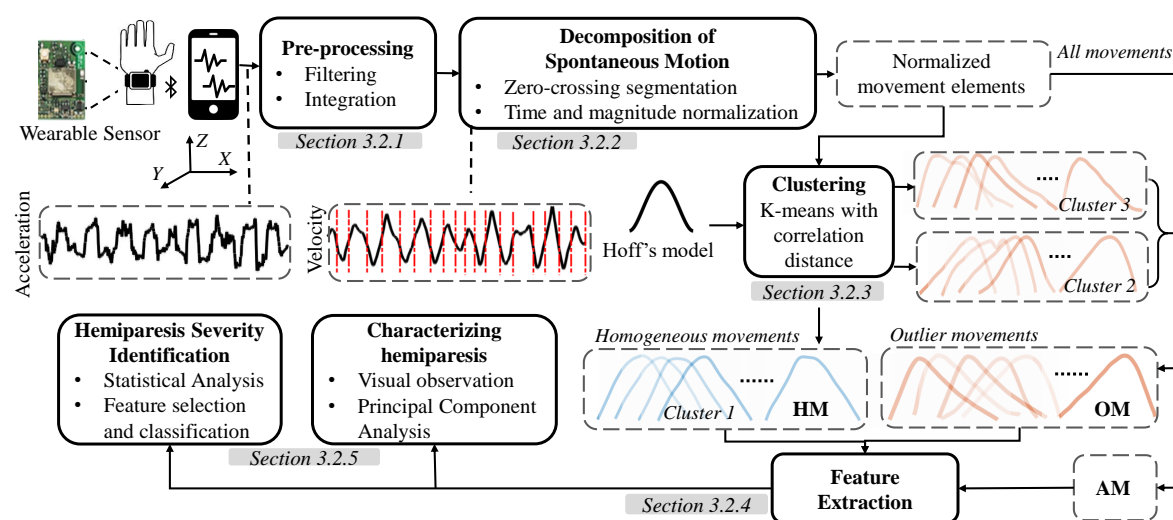 Pre-processing
• Filtering
• Integration
Section 3.2.1
Decomposition of
Spontaneous Motion
• Zero-crossing segmentation
• Time and magnitude normalization
Section 3.2.2
Normalized
movement elements
All movements
Wearable Sensor
Z
X
Y
Acceleration
Velocity
Hoff's model
Clustering
K-means with
correlation
distance
Section 3.2.3
Cluster 3
Cluster 2
Homogeneous movements
Cluster 1
HM
Outlier movements
OM
Hemiparesis Severity
Identification
• Statistical Analysis
• Feature selection
and classification
Characterizing
hemiparesis
• Visual observation
• Principal Component
Analysis
Section 3.2.5
Section 3.2.4
Feature
Extraction
AM